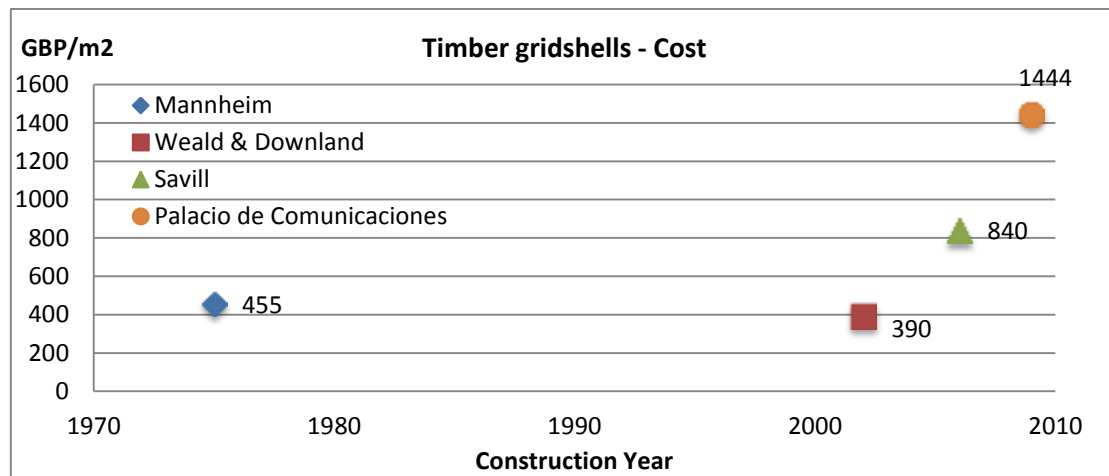 GBP/m2
Timber gridshells - Cost
1444
1600
1400
1200
1000
800
600
400
200
0
Mannheim
Weald & Downland
Savill
Palacio de Comunicaciones
840
455
390
1970 1980 1990 2000 2010
Construction Year